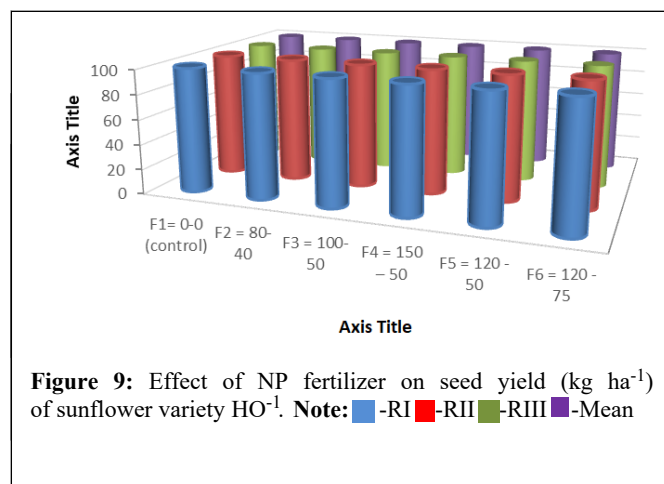 100
80
60
40
20
0
Axis Title
F1= 0-0
(control)
F2 = 80-
40
F3 = 100-
50
F4 = 150
– 50
F5 = 120 -
50
F6 = 120 -
75
Axis Title
Figure 9: Effect of NP fertilizer on seed yield (kg ha-1)
of sunflower variety HO-1. Note: -RI -RII -RIII -Mean